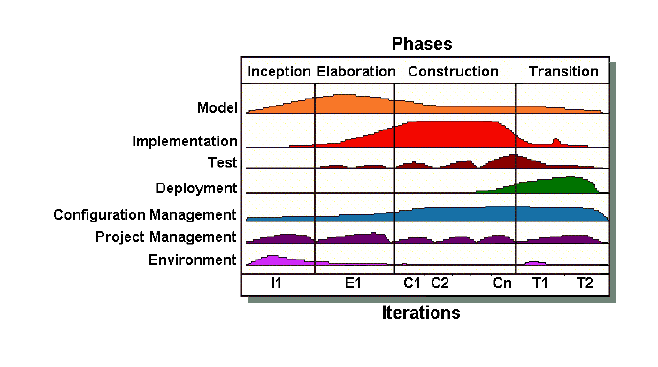 Phases
Inception Elaboration Construction Transition
Model
Implementation
Test
Deployment
Configuration Management
Project Management
Environment
I1 E1 C1 C2 Cn T1 T2
Iterations